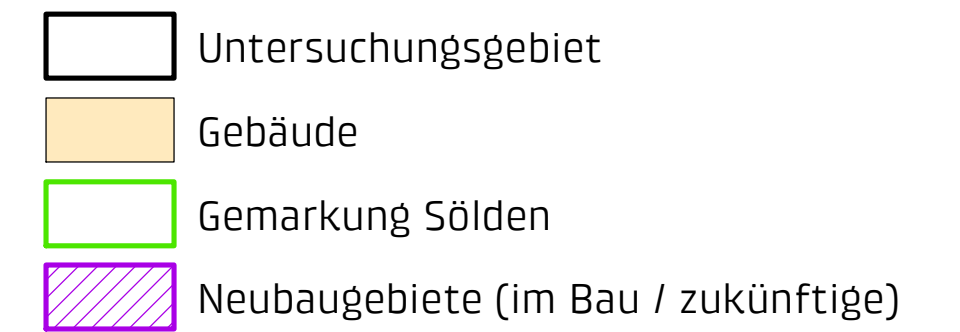 Untersuchungsgebiet
Gebäude
Gemarkung Sölden
Neubaugebiete (im Bau / zukünftige)